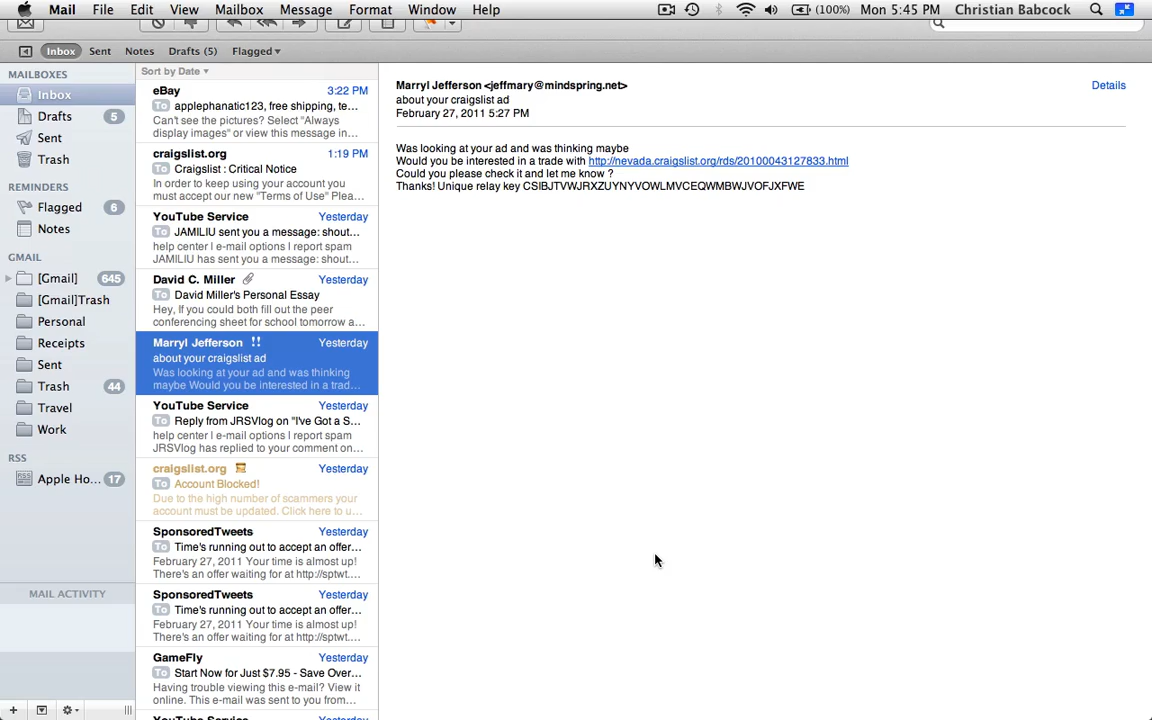 Mail File Edit View Mailbox Message Format Window Help (100%) Mon 5:45 PM Christian Babcock
Inbox Sent Notes Drafts (5) Flagged
MAILBOXES
Inbox
Drafts 5
Sent
Trash
REMINDERS
Flagged 6
Notes
GMAIL
[Gmail] 645
[Gmail]Trash
Personal
Receipts
Sent
Trash 44
Travel
Work
RSS
RSS Apple Ho... 17
MAIL ACTIVITY
Sort by Date
eBay 3:22 PM
To applephanatic123, free shipping, te...
Can't see the pictures? Select "Always
display images" or view this message in...
craigslist.org 1:19 PM
To Craigslist : Critical Notice
In order to keep using your account you
must accept our new "Terms of Use" Plea...
YouTube Service Yesterday
To JAMILIU sent you a message: shout...
help center | e-mail options | report spam
JAMILIU has sent you a message: shout...
David C. Miller Yesterday
To David Miller's Personal Essay
Hey, If you could both fill out the peer
conferencing sheet for school tomorrow a...
Marryl Jefferson !! Yesterday
about your craigslist ad
Was looking at your ad and was thinking
maybe Would you be interested in a trad...
YouTube Service Yesterday
To Reply from JRSVlog on "I've Got a S...
help center | e-mail options | report spam
JRSVlog has replied to your comment on...
craigslist.org Yesterday
To Account Blocked!
Due to the high number of scammers your
account must be updated. Click here to u...
SponsoredTweets Yesterday
To Time's running out to accept an offer...
February 27, 2011 Your time is almost up!
There's an offer waiting for at http://sptwt....
SponsoredTweets Yesterday
To Time's running out to accept an offer...
February 27, 2011 Your time is almost up!
There's an offer waiting for at http://sptwt....
GameFly Yesterday
To Start Now for Just $7.95 - Save Over...
Having trouble viewing this e-mail? View it
online. This e-mail was sent to you from...
YouTube Service Yesterday
Marryl Jefferson <jeffmary@mindspring.net> Details
about your craigslist ad
February 27, 2011 5:27 PM
Was looking at your ad and was thinking maybe
Would you be interested in a trade with http://nevada.craigslist.org/rds/20100043127833.html
Could you please check it and let me know ?
Thanks! Unique relay key CSIBJTVWJRXZUYNYVOWLMVCEQWMBWJVOFJXFWE